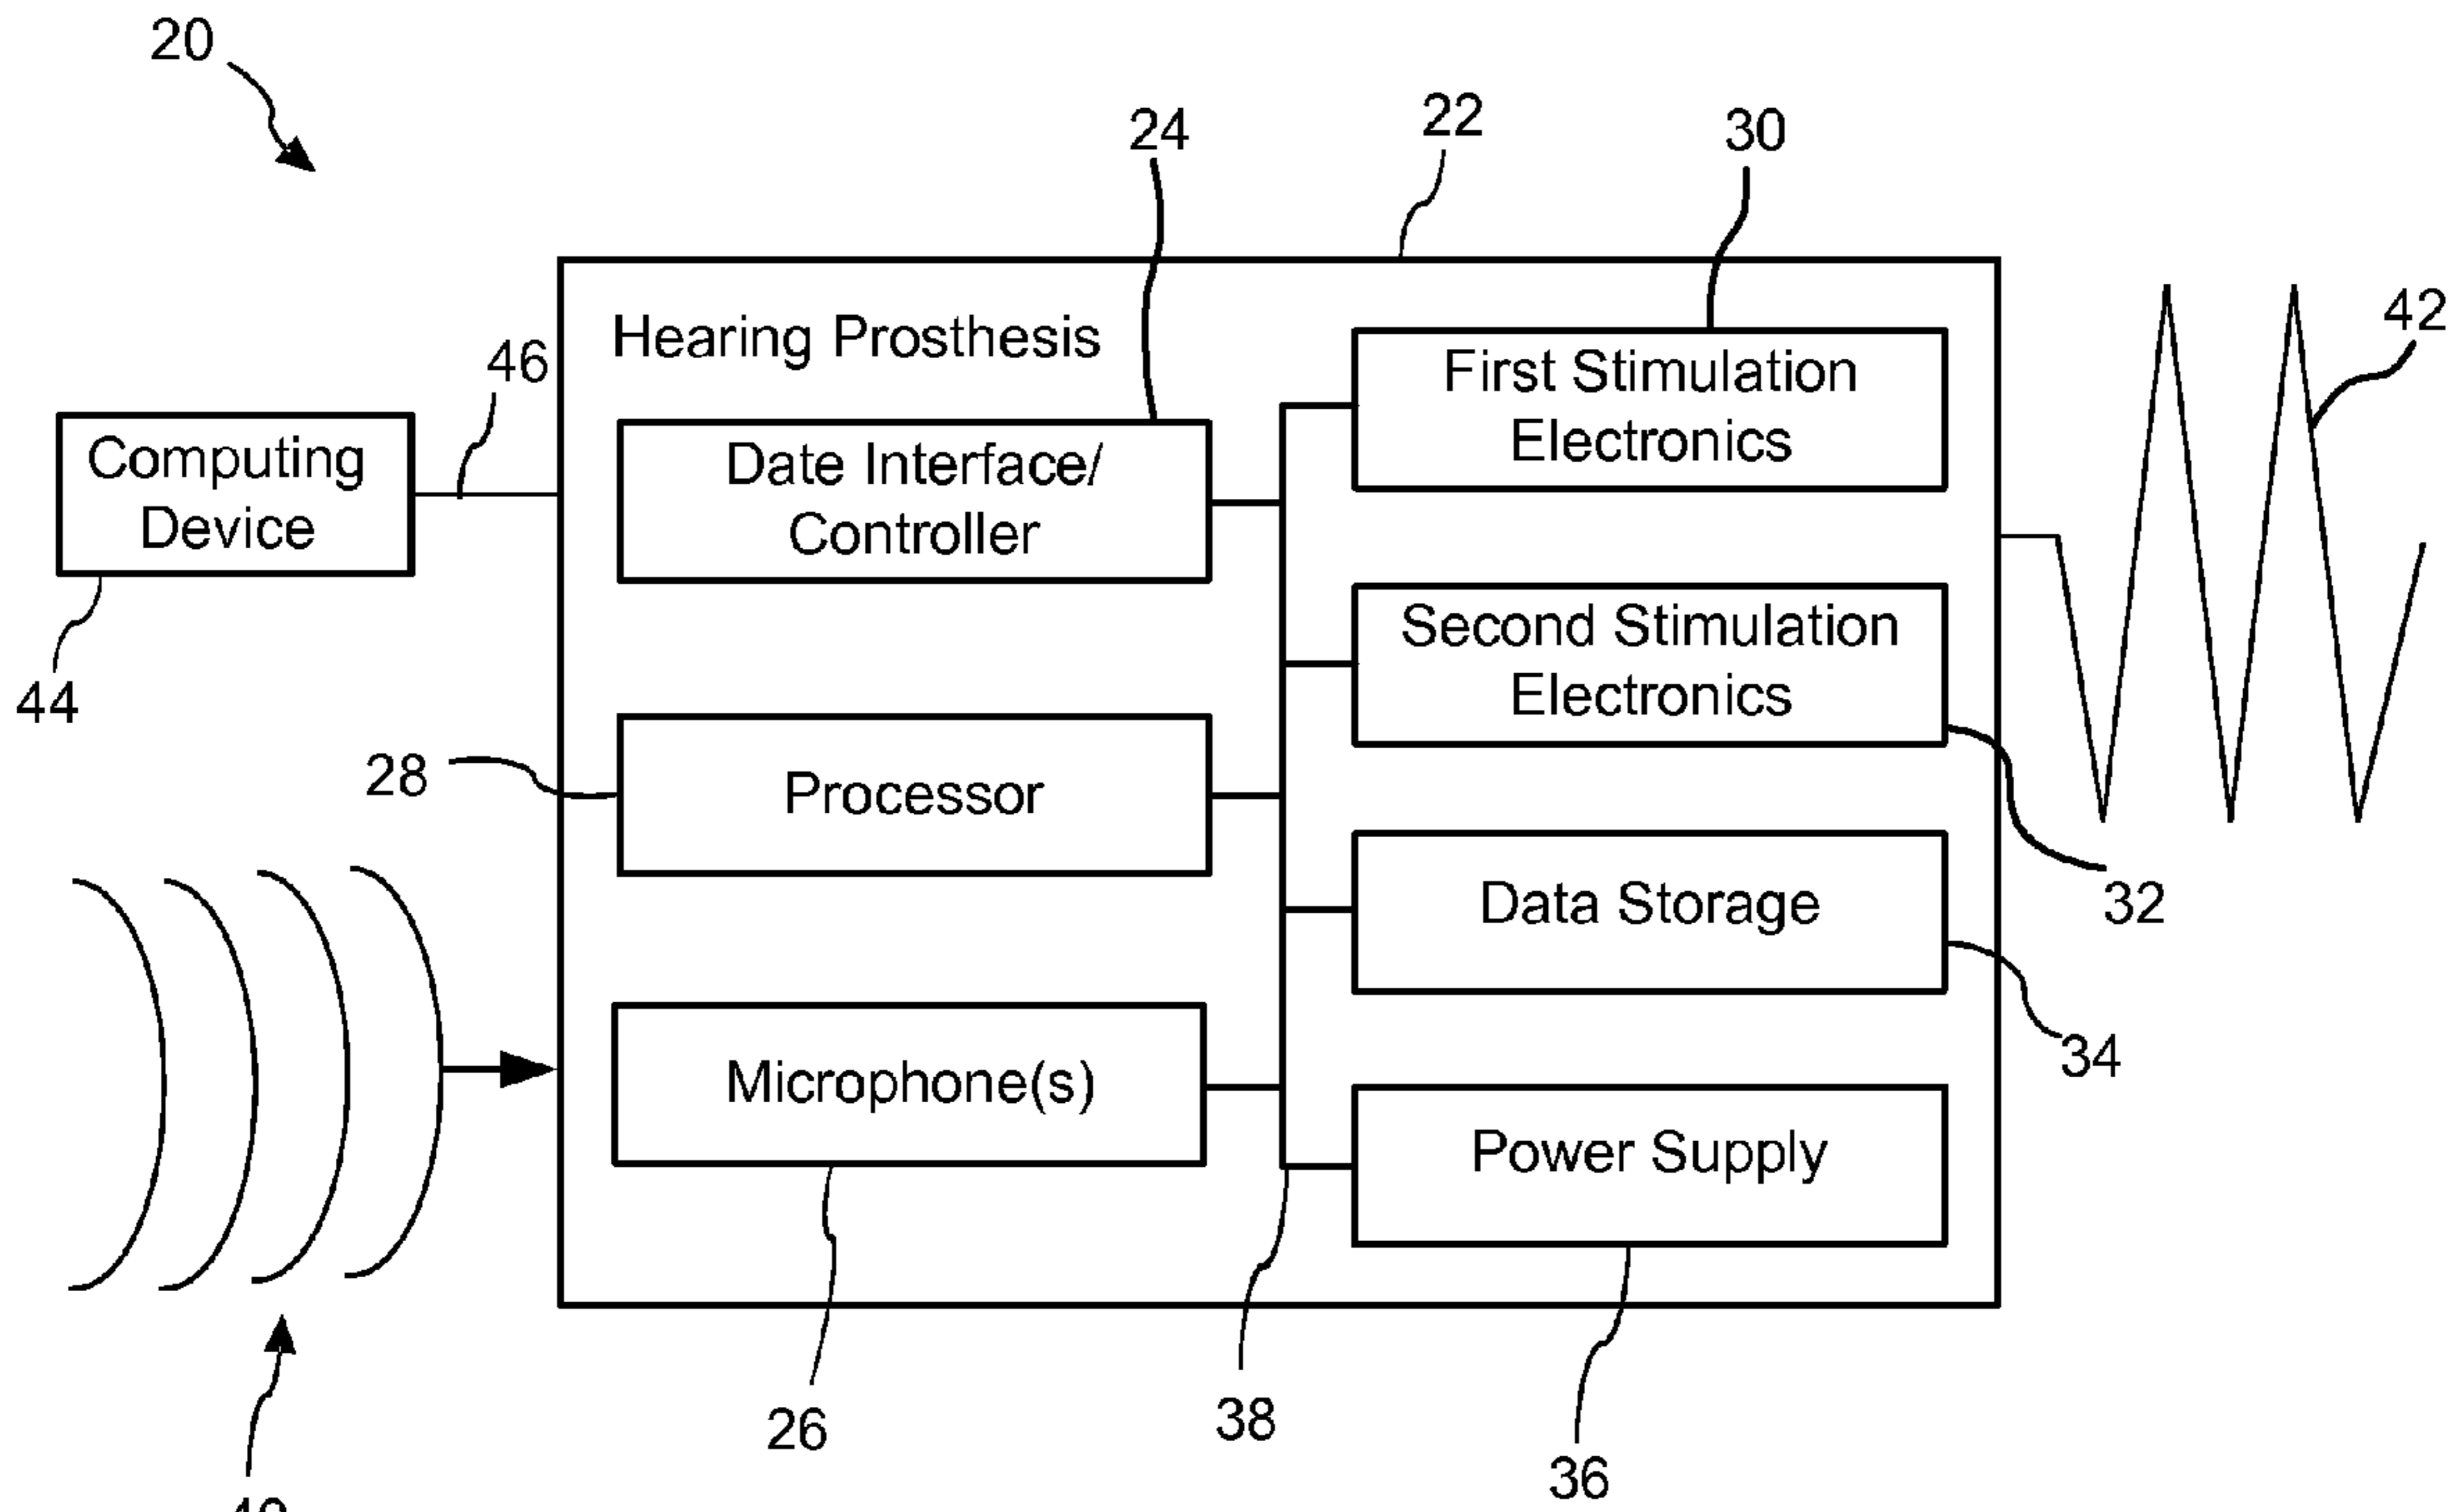 20
24
22
30
42
Hearing Prosthesis
46
First Stimulation
Electronics
Computing
Device
Date Interface/
Controller
44
Second Stimulation
Electronics
28
Processor
32
Data Storage
34
Microphone(s)
Power Supply
26
38
36